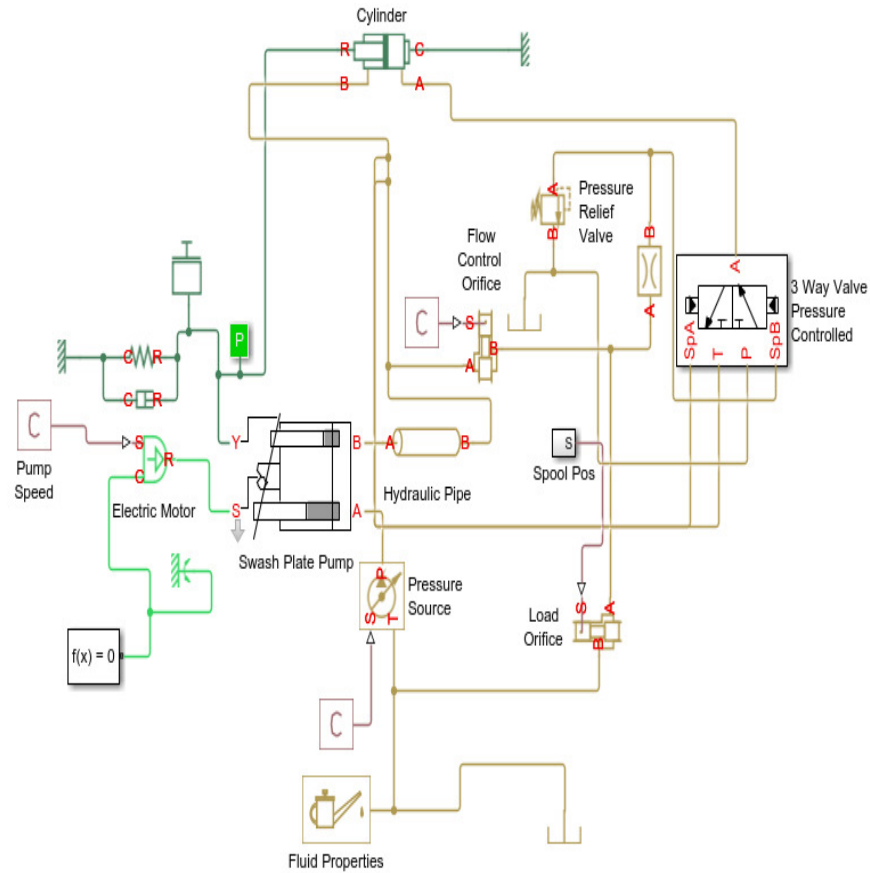 Cylinder
R
C
B
A
A
Pressure
Relief
Valve
B
Flow
Control
Orifice
B
A
A
3 Way Valve
Pressure
Controlled
SpA
T
P
SpB
C
S
B
A
P
C
R
C
R
C
Pump
Speed
S
R
C
Electric Motor
Y
S
B
A
Swash Plate Pump
A
B
Hydraulic Pipe
S
Spool Pos
P
S
T
Pressure
Source
S
A
B
Load
Orifice
f(x) = 0
C
Fluid Properties